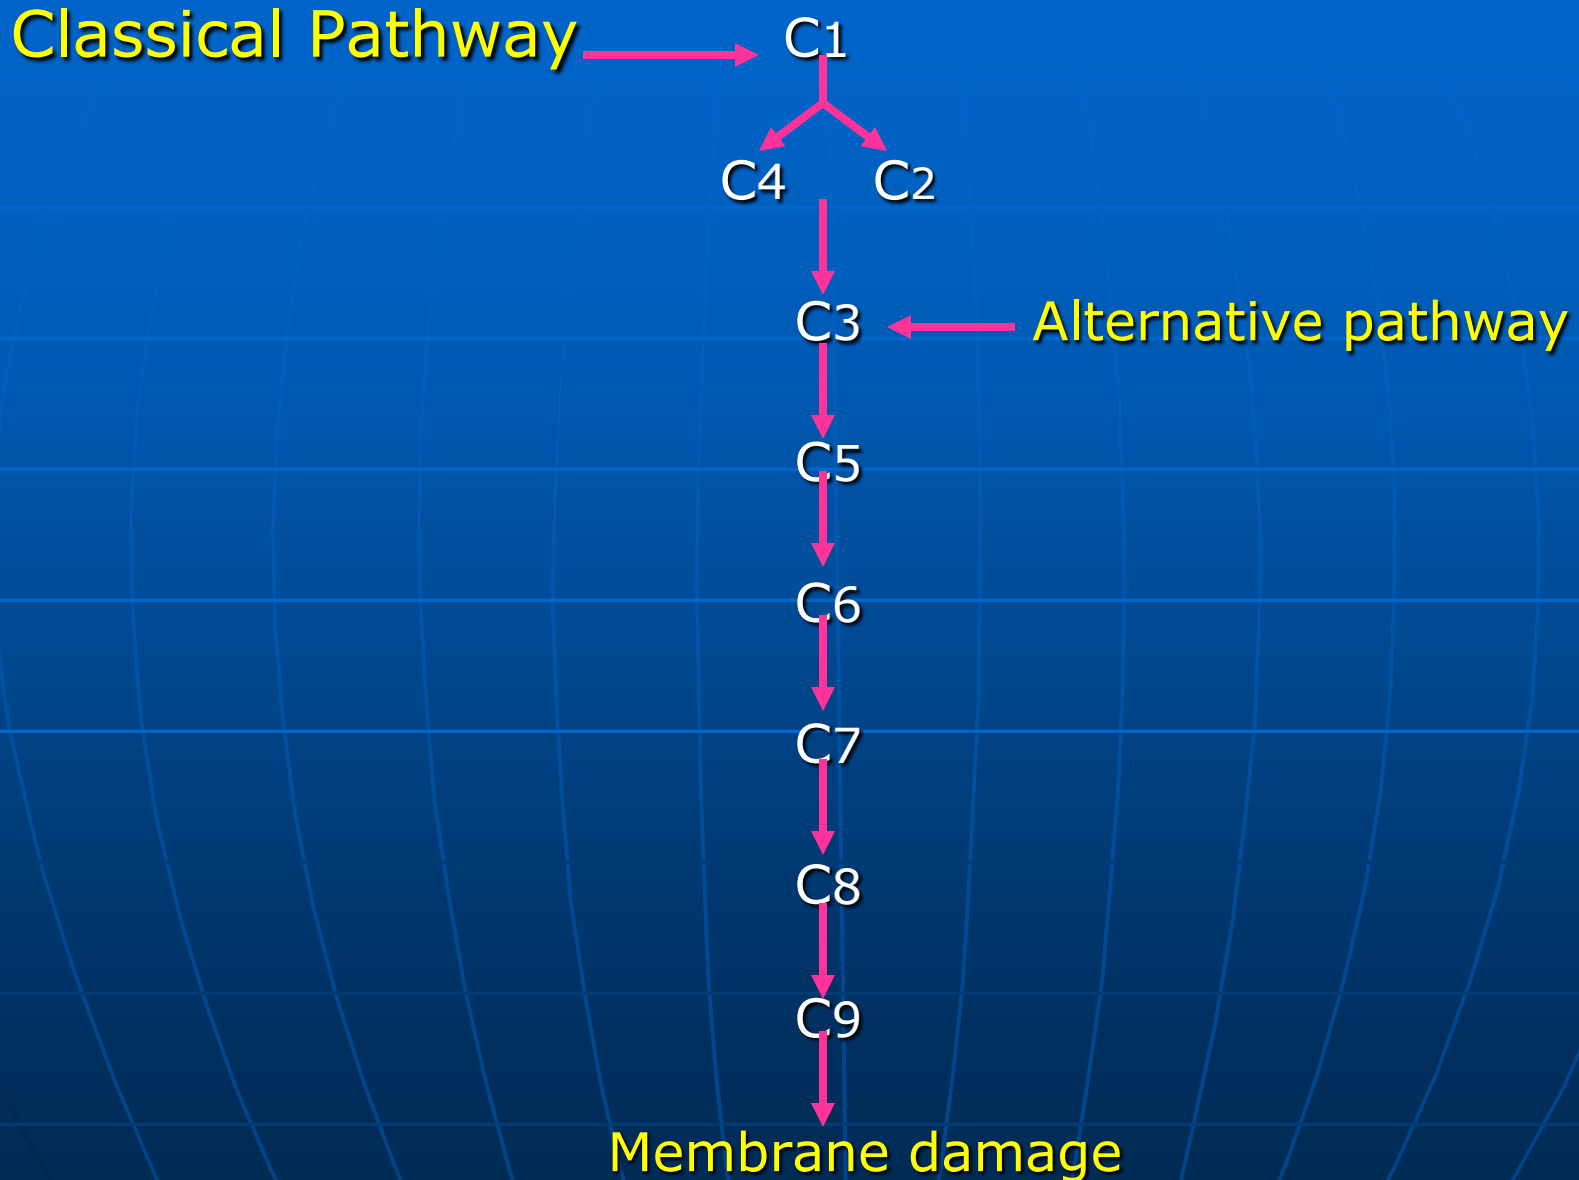 Classical Pathway C1
C4 C2
C3 Alternative pathway
C5
C6
C7
C8
C9
Membrane damage